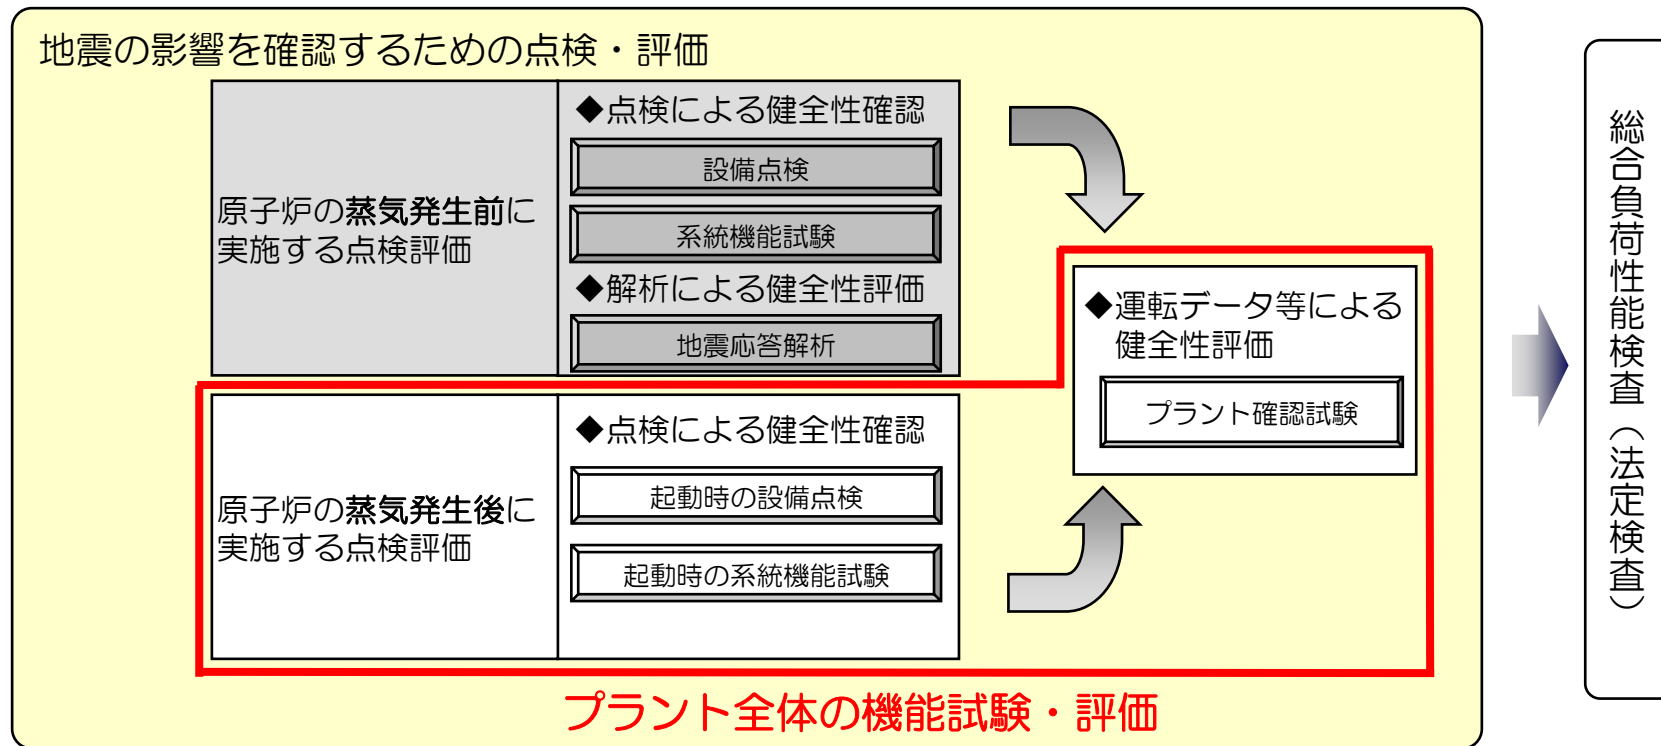 地震の影響を確認するための点検・評価
原子炉の蒸気発生前に
実施する点検評価
◆点検による健全性確認
設備点検
系統機能試験
◆解析による健全性評価
地震応答解析
原子炉の蒸気発生後に
実施する点検評価
◆点検による健全性確認
起動時の設備点検
起動時の系統機能試験
◆運転データ等による
健全性評価
プラント確認試験
プラント全体の機能試験・評価
総合負荷性能検査（法定検査）